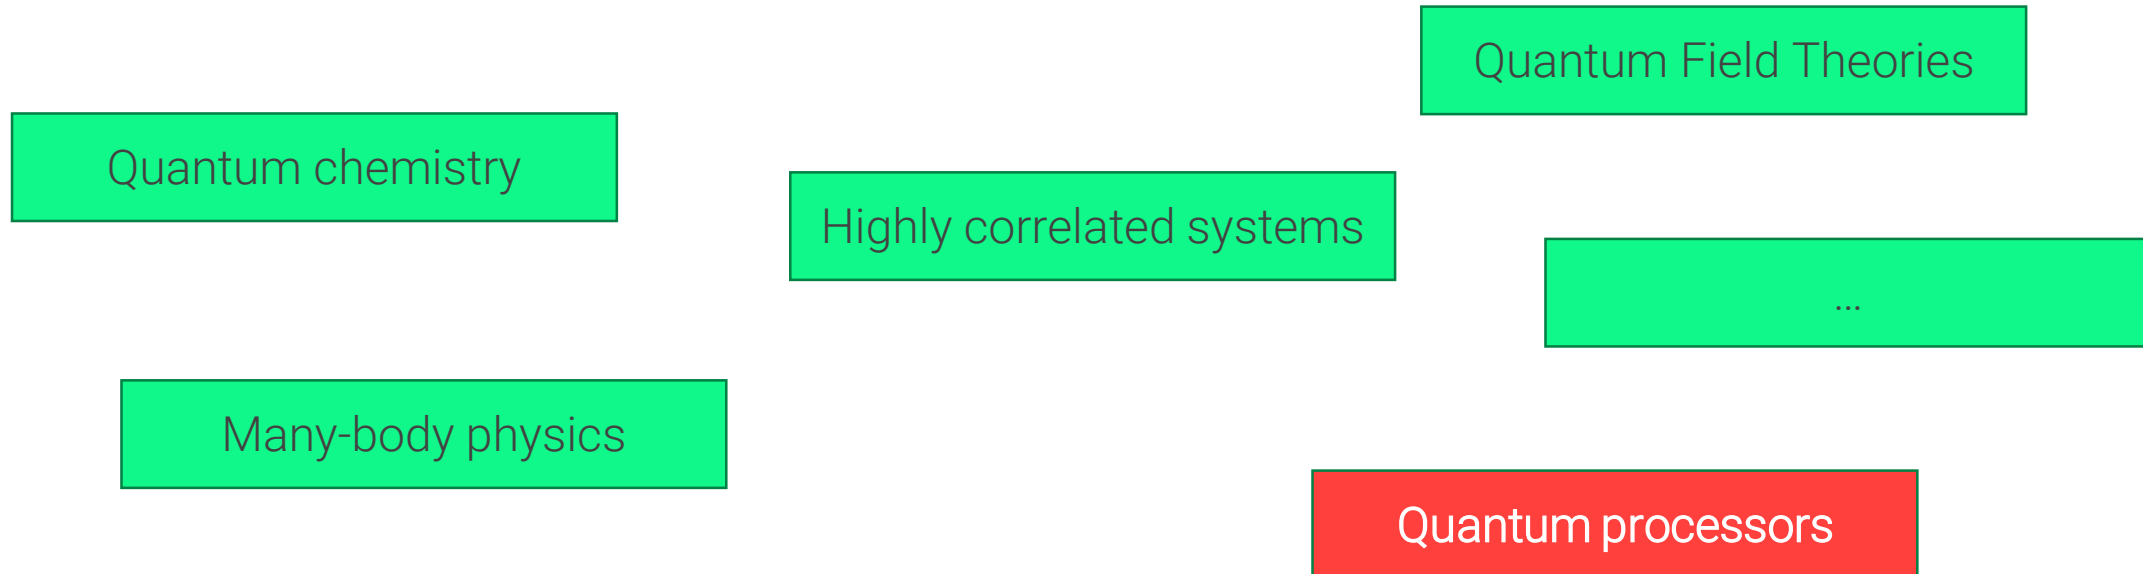 Quantum Field Theories
Quantum chemistry
Highly correlated systems
...
Many-body physics
Quantum processors